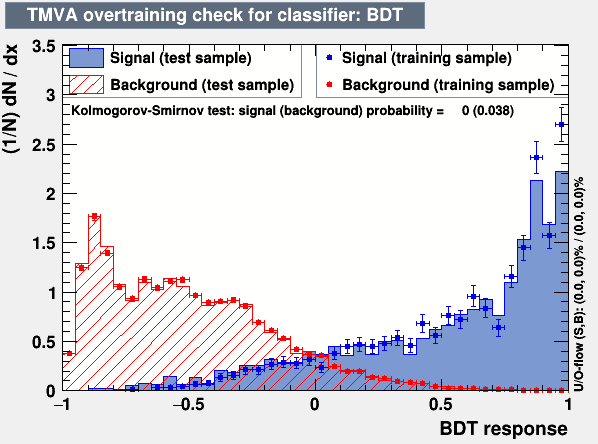 TMVA overtraining check for classifier: BDT
(1/N) dN / dx
3.5
3
2.5
2
1.5
1
0.5
0
Signal (test sample)
Background (test sample)
Signal (training sample)
Background (training sample)
Kolmogorov-Smirnov test: signal (background) probability = 0 (0.038)
U/O-flow (S,B): (0.0, 0.0)% / (0.0, 0.0)%
−1 −0.5 0 0.5 1
BDT response